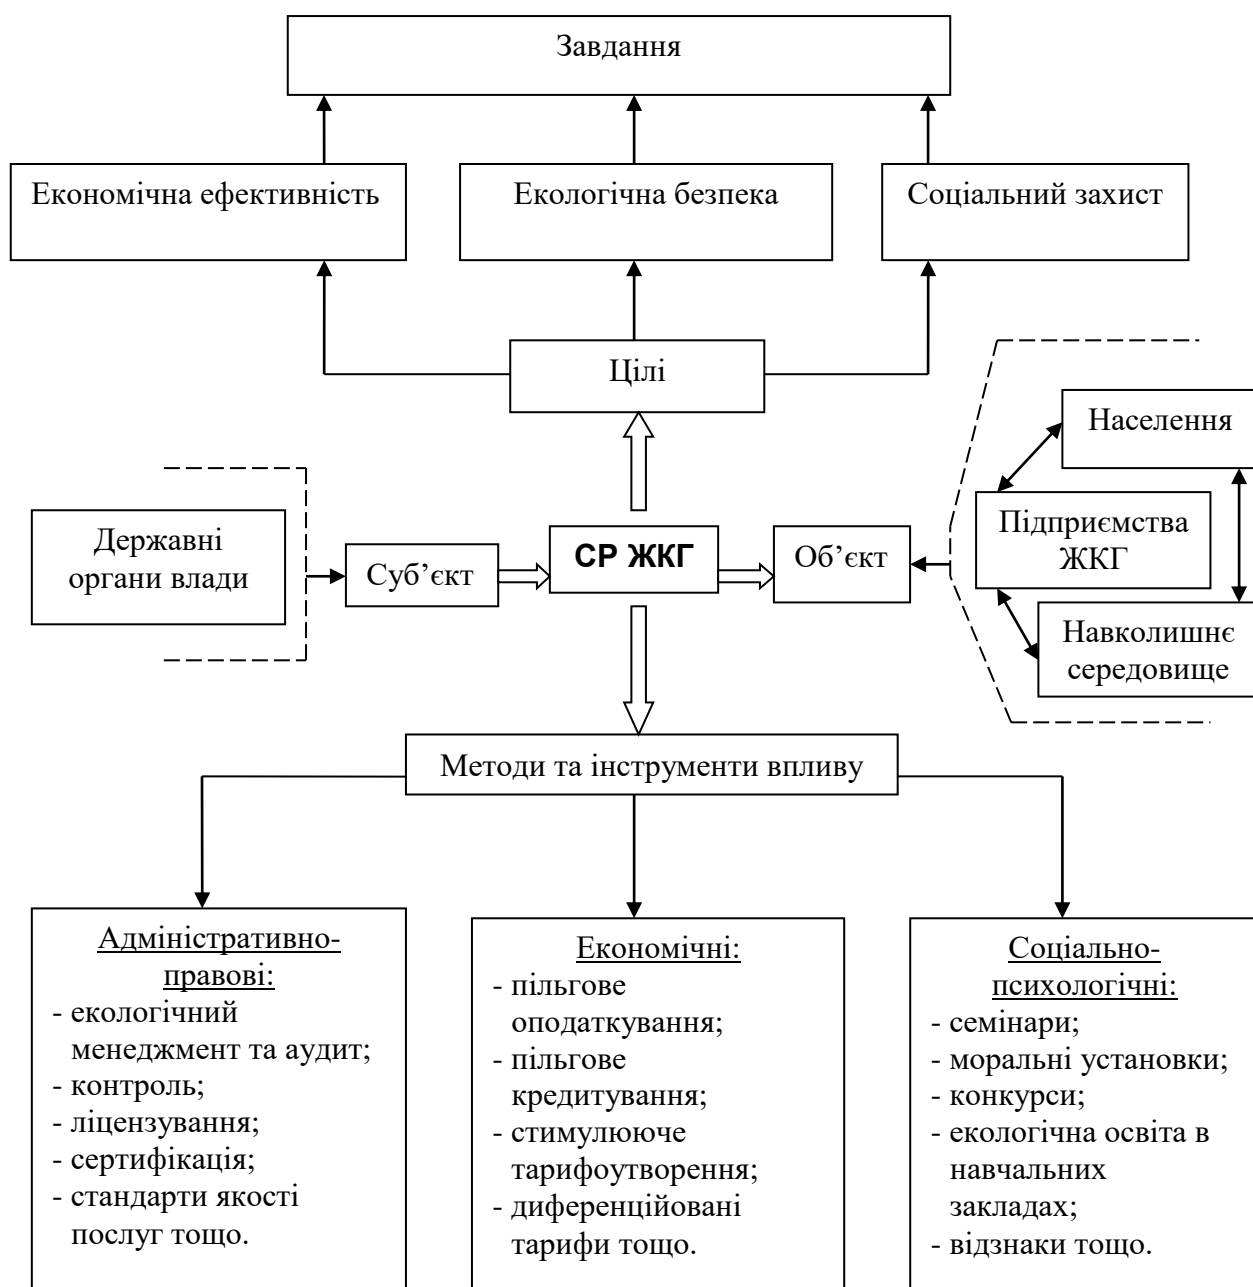 Завдання
Економічна ефективність
Екологічна безпека
Соціальний захист
Цілі
Населення
Державні
органи влади
Суб’єкт
СР ЖКГ
Об’єкт
Підприємства
ЖКГ
Навколишнє
середовище
Методи та інструменти впливу
Адміністративно-
правові:
- екологічний
менеджмент та аудит;
- контроль;
- ліцензування;
- сертифікація;
- стандарти якості
послуг тощо.
Економічні:
- пільгове
оподаткування;
- пільгове
кредитування;
- стимулююче
тарифоутворення;
- диференційовані
тарифи тощо.
Соціально-
психологічні:
- семінари;
- моральні установки;
- конкурси;
- екологічна освіта в
навчальних
закладах;
- відзнаки тощо.